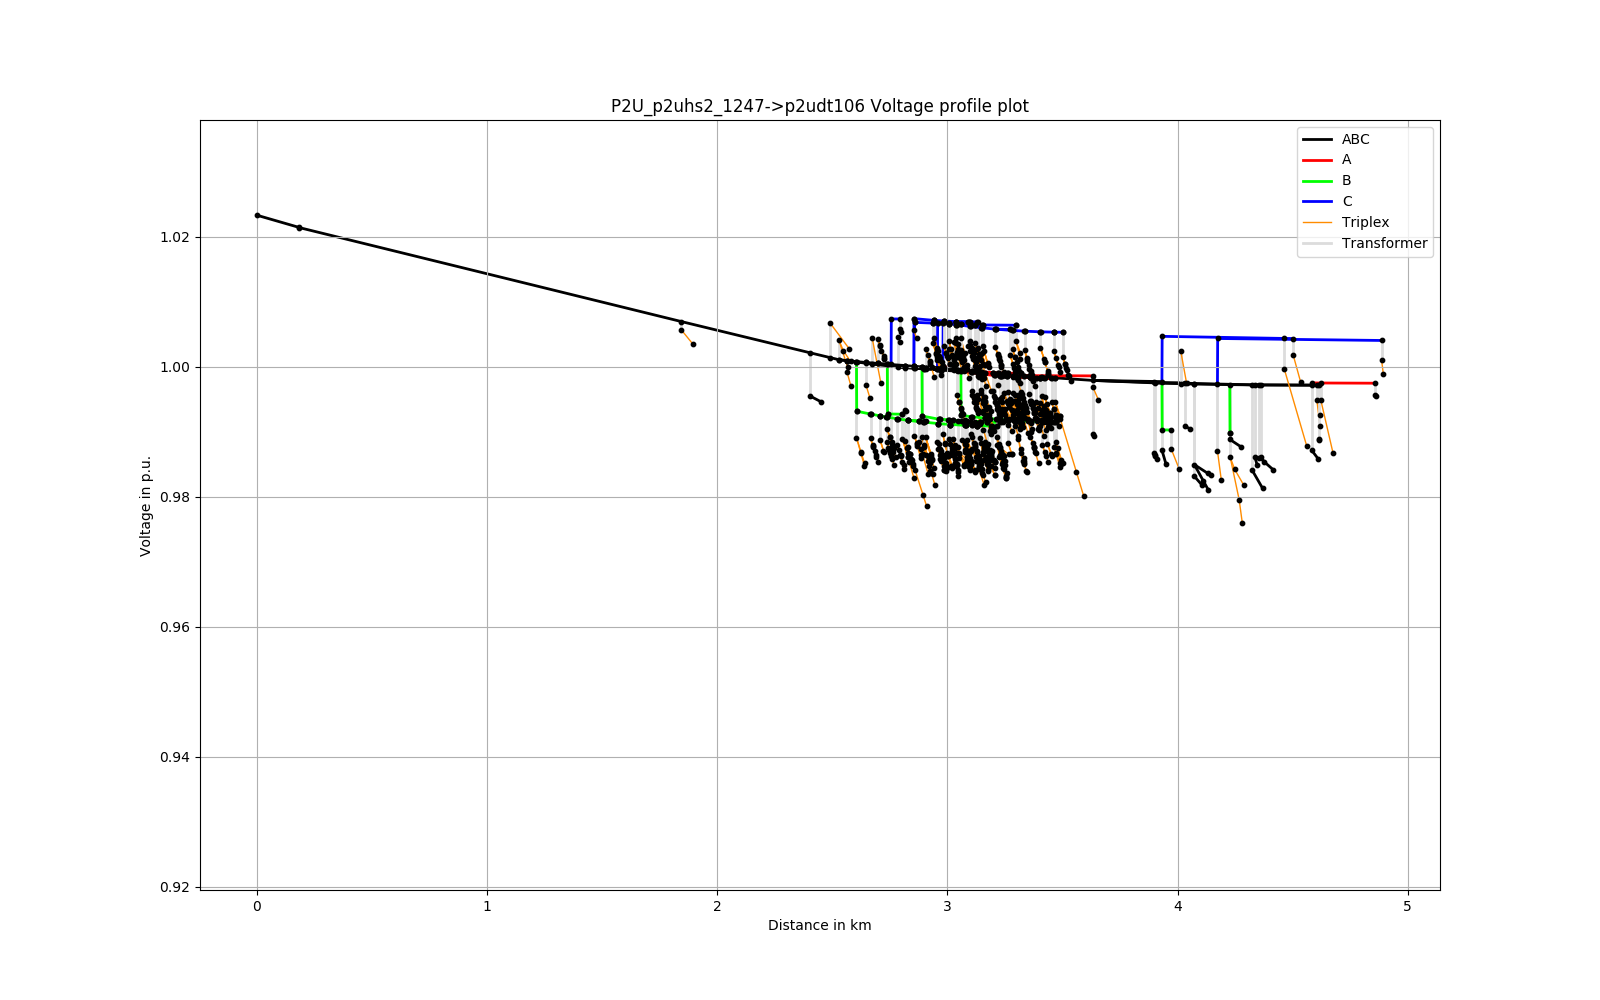 P2U_p2uhs2_1247->p2udt106 Voltage profile plot
ABC
A
B
C
Triplex
Transformer
1.02
1.00
0.98
0.96
0.94
0.92
Voltage in p.u.
0 1 2 3 4 5
Distance in km